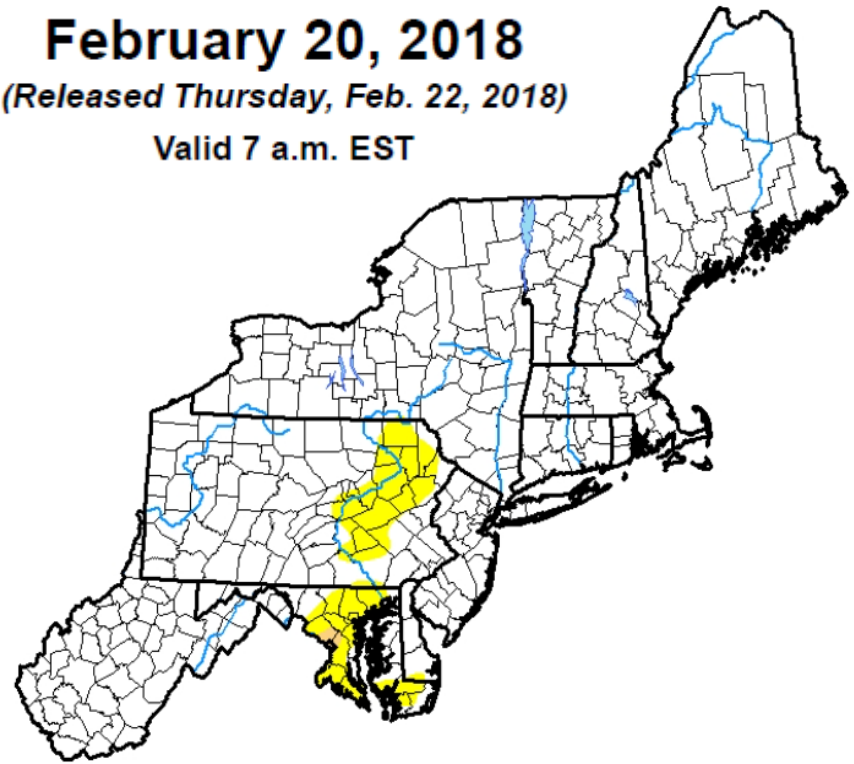 February 20, 2018
(Released Thursday, Feb. 22, 2018)
Valid 7 a.m. EST